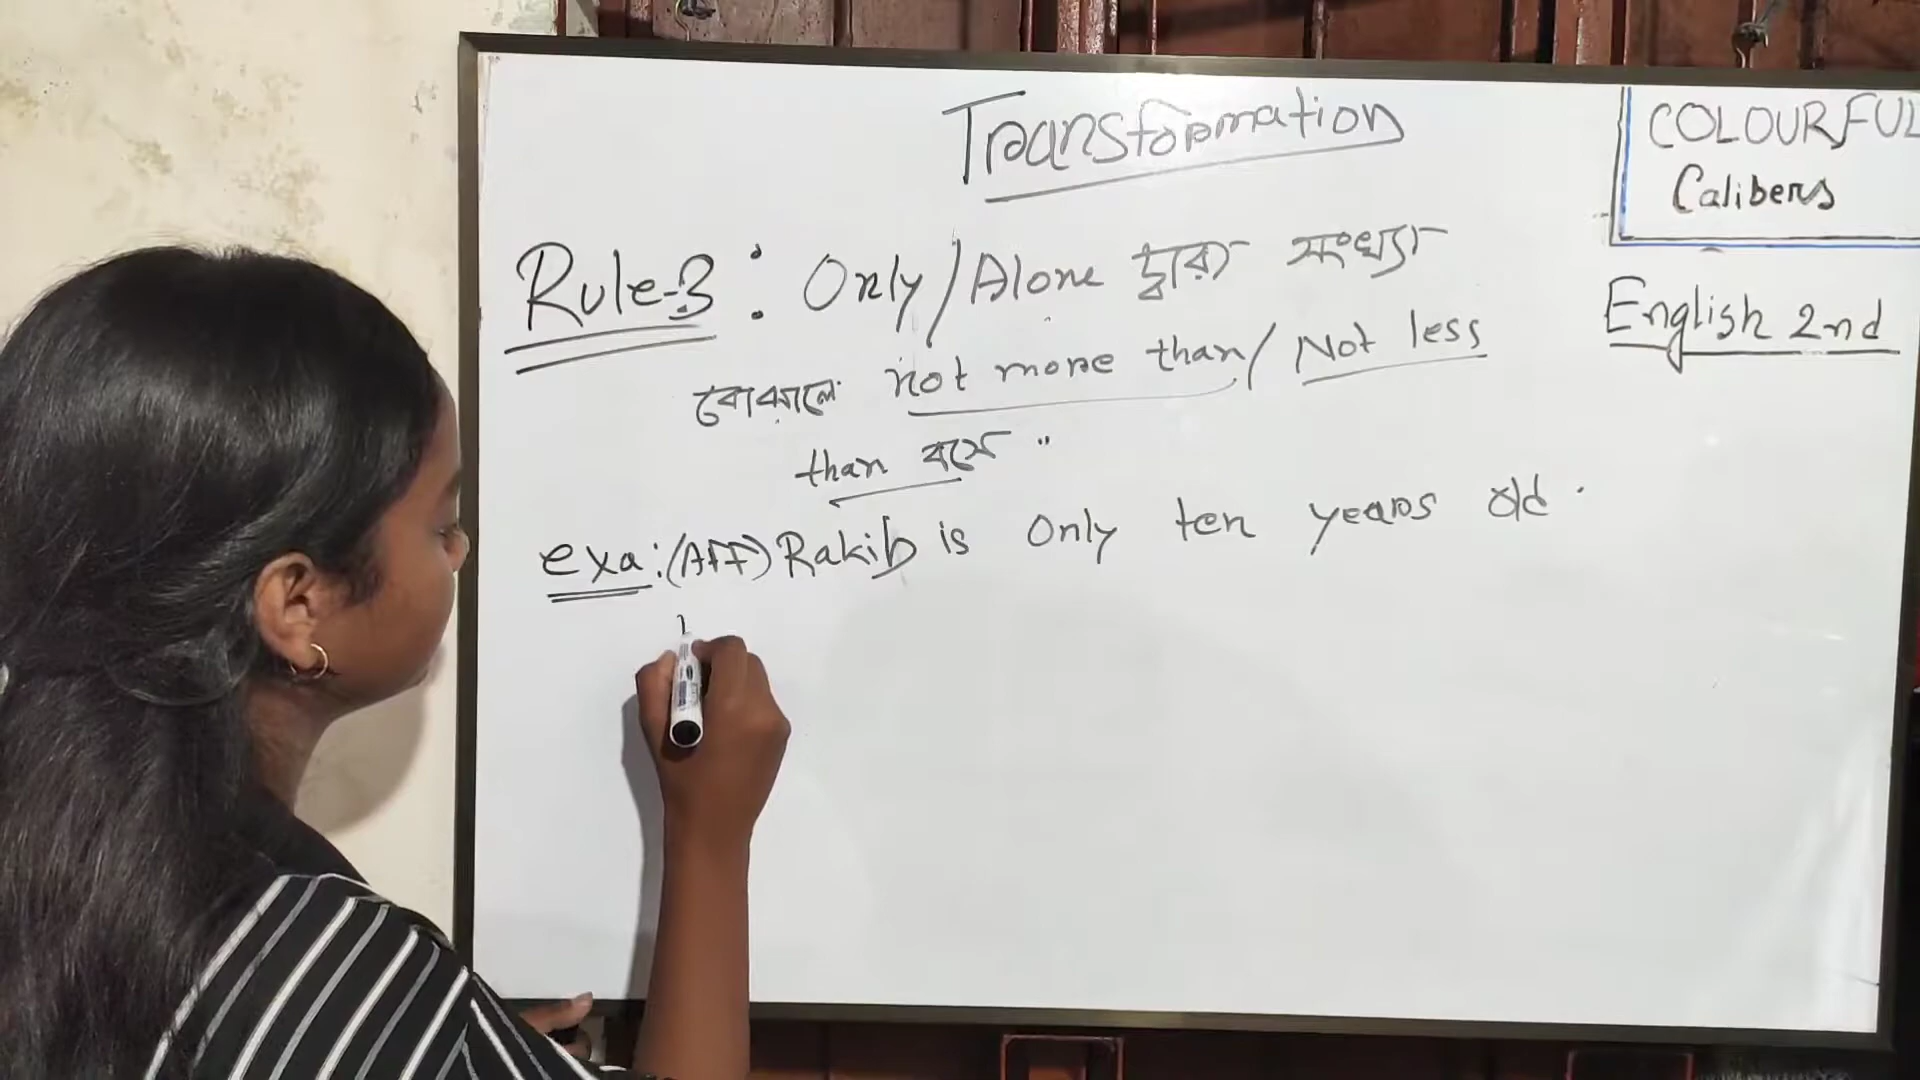 Transformation
COLOURFUL
Calibers
English 2nd
Rule-3: Only/Alone দ্বারা সংখ্যা
বোঝালে not more than/Not less
than বসে
exa:(Aff) Rakib is only ten years old.